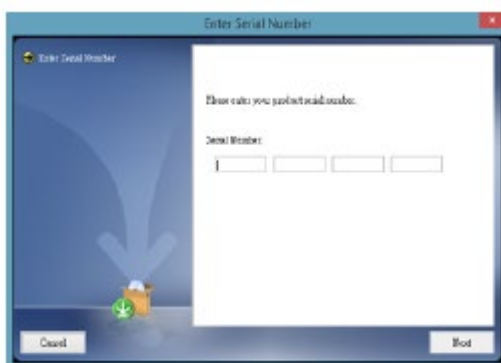 Enter Serial Number
Enter Serial Number
Please enter your product serial number.
Serial Number:
Cancel
Next